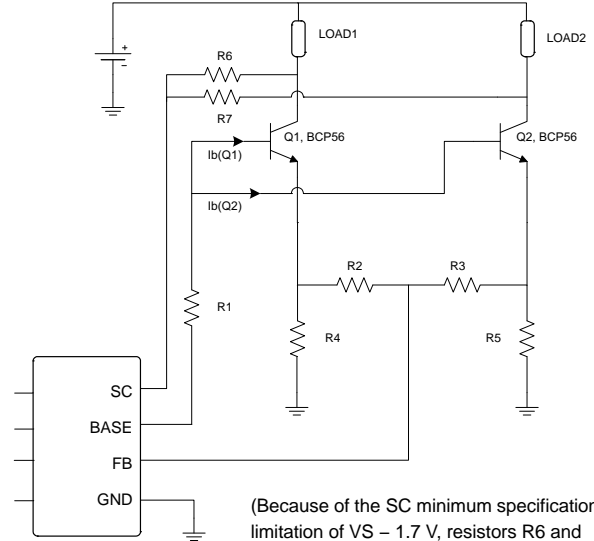 LOAD1
LOAD2
+
−
R6
R7
Q1, BCP56
Q2, BCP56
Ib(Q1)
Ib(Q2)
R2
R3
R1
R4
R5
SC
BASE
FB
GND
(Because of the SC minimum specification
limitation of VS − 1.7 V, resistors R6 and